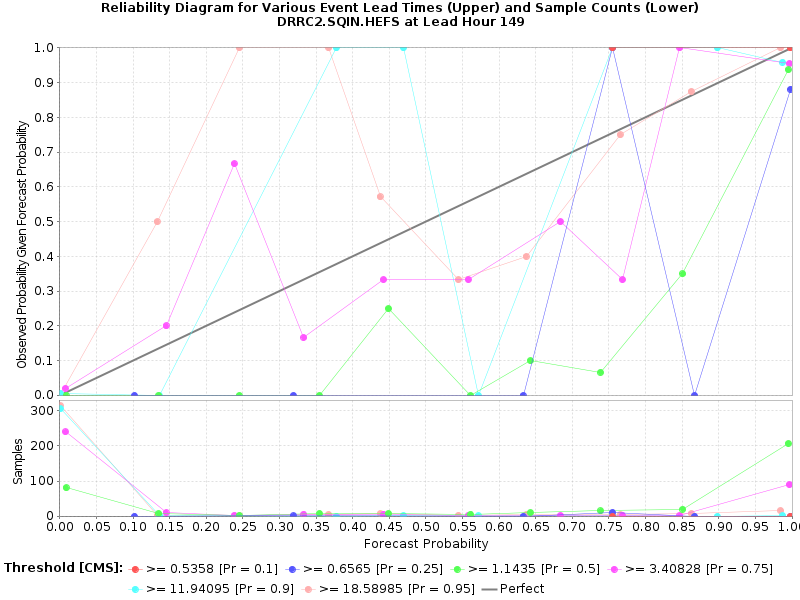 Reliability Diagram for Various Event Lead Times (Upper) and Sample Counts (Lower)
DRRC2.SQIN.HEFS at Lead Hour 149
Observed Probability Given Forecast Probability
1.0
0.9
0.8
0.7
0.6
0.5
0.4
0.3
0.2
0.1
0.0
Samples
300
200
100
0
0.00 0.05 0.10 0.15 0.20 0.25 0.30 0.35 0.40 0.45 0.50 0.55 0.60 0.65 0.70 0.75 0.80 0.85 0.90 0.95 1.0
Forecast Probability
Threshold [CMS]: >= 0.5358 [Pr = 0.1] >= 0.6565 [Pr = 0.25] >= 1.1435 [Pr = 0.5] >= 3.40828 [Pr = 0.75]
>= 11.94095 [Pr = 0.9] >= 18.58985 [Pr = 0.95] Perfect